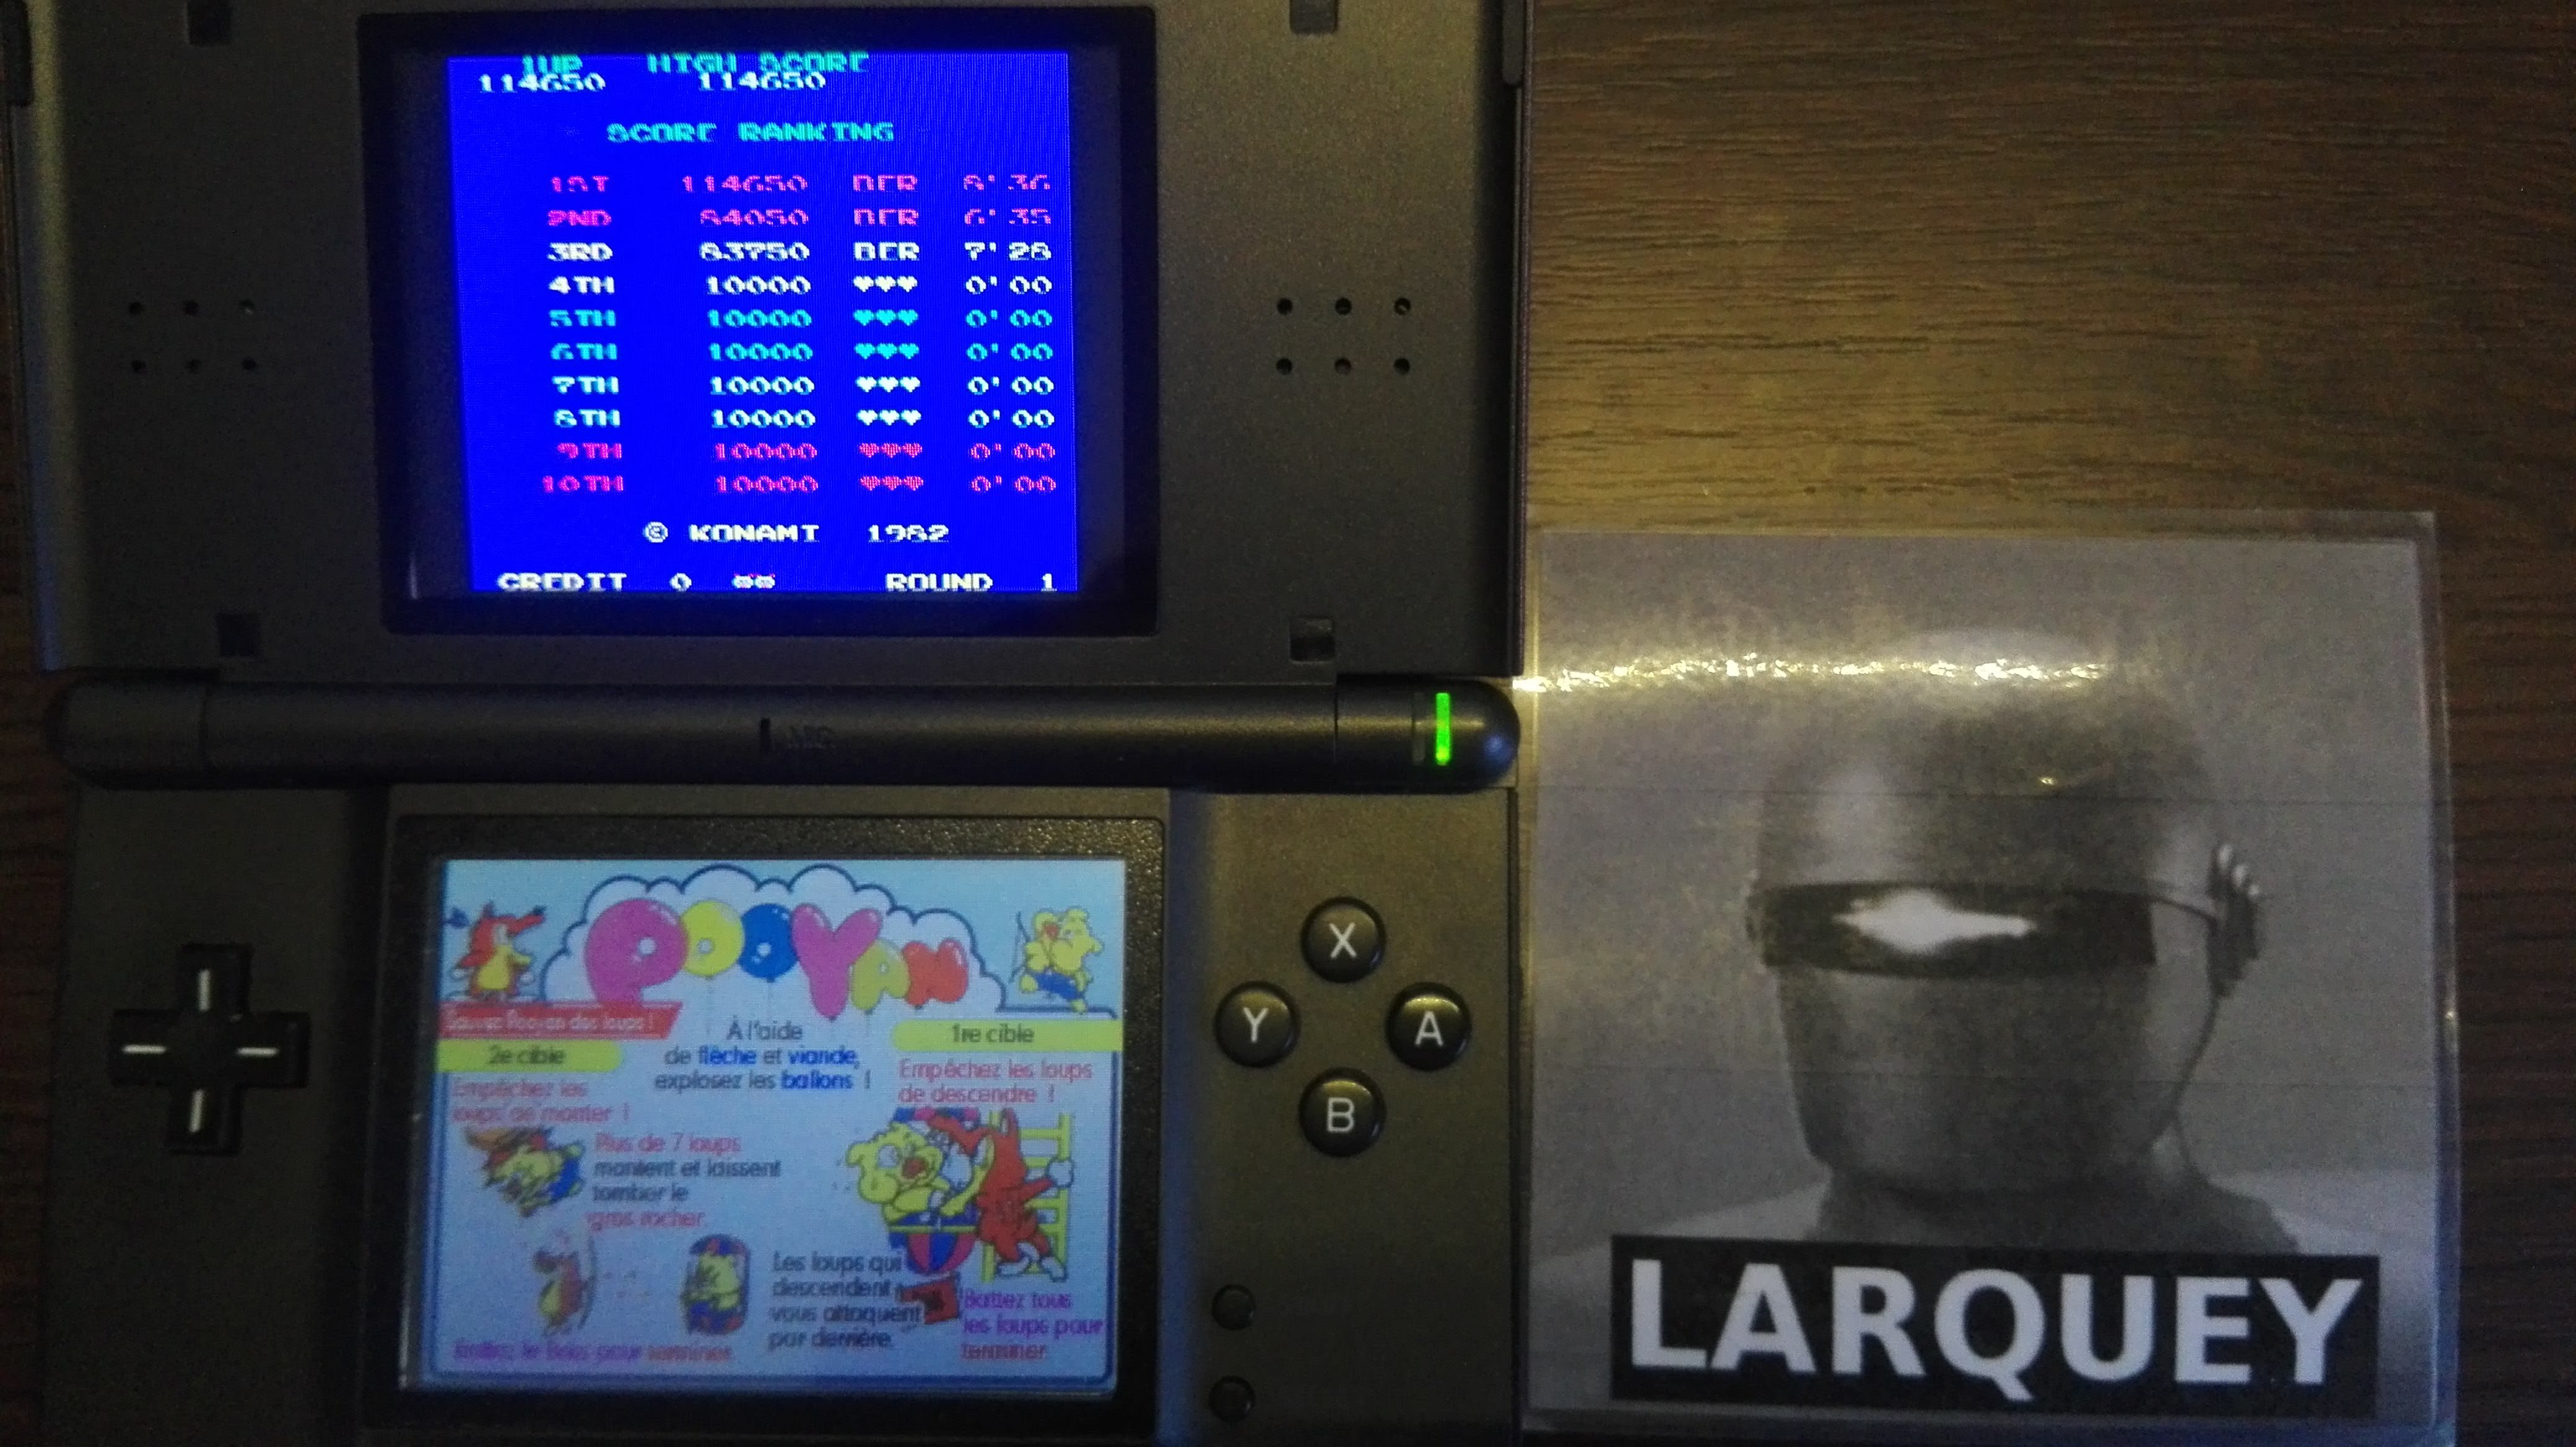 1UP HIGH SCORE
114650 114650
SCORE RANKING
1ST 114650 BER 8'36
2ND 84050 BER 6'35
3RD 83750 BER 7'28
4TH 10000 ♥♥♥ 0'00
5TH 10000 ♥♥♥ 0'00
6TH 10000 ♥♥♥ 0'00
7TH 10000 ♥♥♥ 0'00
8TH 10000 ♥♥♥ 0'00
9TH 10000 ♥♥♥ 0'00
10TH 10000 ♥♥♥ 0'00
© KONAMI 1982
CREDIT 0 ROUND 1
MIC
POOYAN
Sauvez Pooyan des loups !
À l'aide
de flèche et viande,
explosez les ballons !
1re cible
Empêchez les loups
de descendre !
2e cible
Empêchez les
loups de monter !
Plus de 7 loups
montent et laissent
tomber le
gros rocher.
Les loups qui
descendent
vous attaquent
par derrière.
Battez tous
les loups pour
terminer.
pour terminer.
X
Y
A
B
LARQUEY